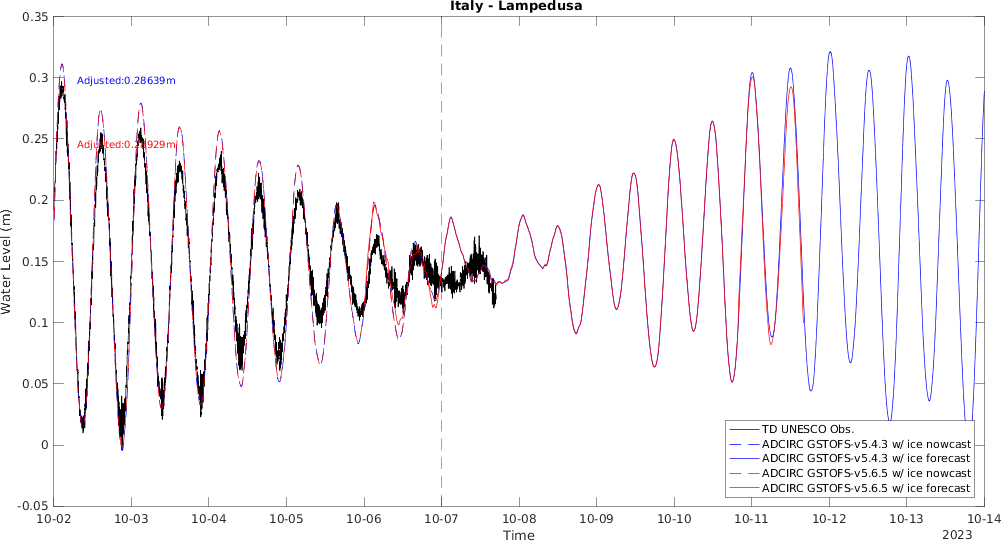 Italy - Lampedusa
0.35
0.3
0.25
0.2
0.15
0.1
0.05
0
-0.05
Water Level (m)
Adjusted:0.28639m
10-02
10-03
10-04
10-05
10-06
10-07
10-08
10-09
10-10
10-11
10-12
10-13
10-14
Time
2023
TD UNESCO Obs.
ADCIRC GSTOFS-v5.4.3 w/ ice nowcast
ADCIRC GSTOFS-v5.4.3 w/ ice forecast
ADCIRC GSTOFS-v5.6.5 w/ ice nowcast
ADCIRC GSTOFS-v5.6.5 w/ ice forecast